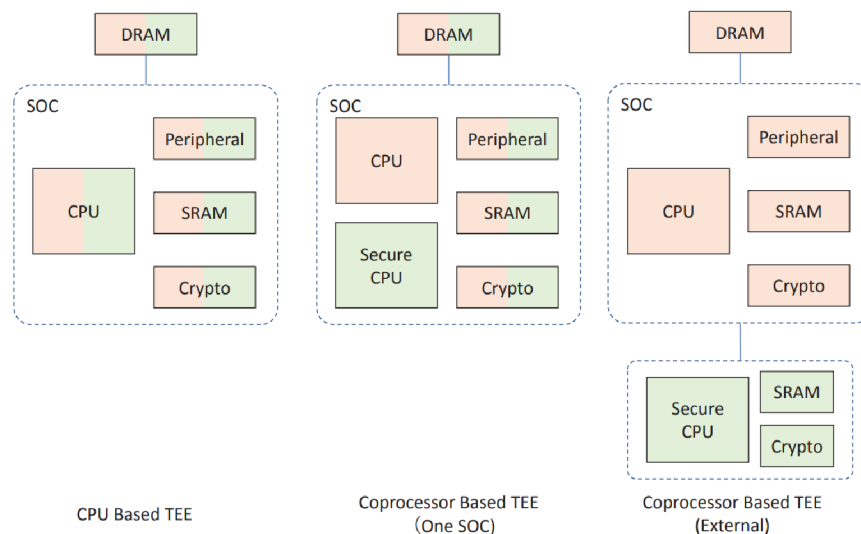 DRAM
SOC
Peripheral
CPU
SRAM
Crypto
CPU Based TEE
DRAM
SOC
CPU
Peripheral
SRAM
Secure
CPU
Crypto
Coprocessor Based TEE
（One SOC)
DRAM
SOC
Peripheral
CPU
SRAM
Crypto
Secure
CPU
SRAM
Crypto
Coprocessor Based TEE
(External)